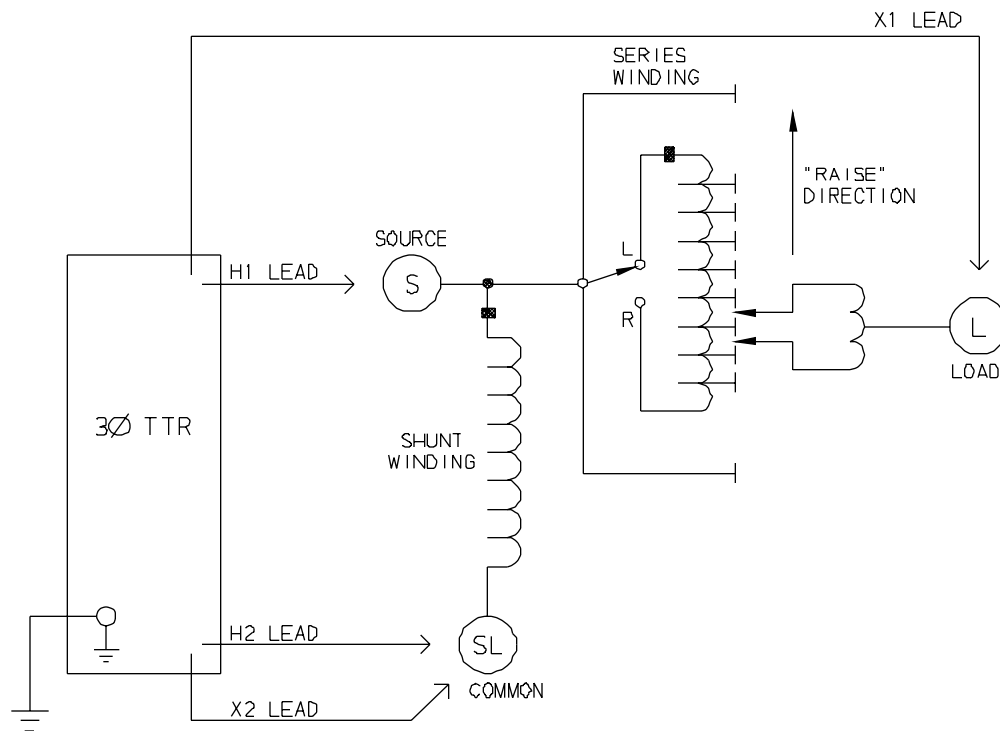 X1 LEAD
SERIES
WINDING
"RAISE"
DIRECTION
SOURCE
H1 LEAD
S
L
R
L
LOAD
3Ø TTR
SHUNT
WINDING
H2 LEAD
SL
COMMON
X2 LEAD